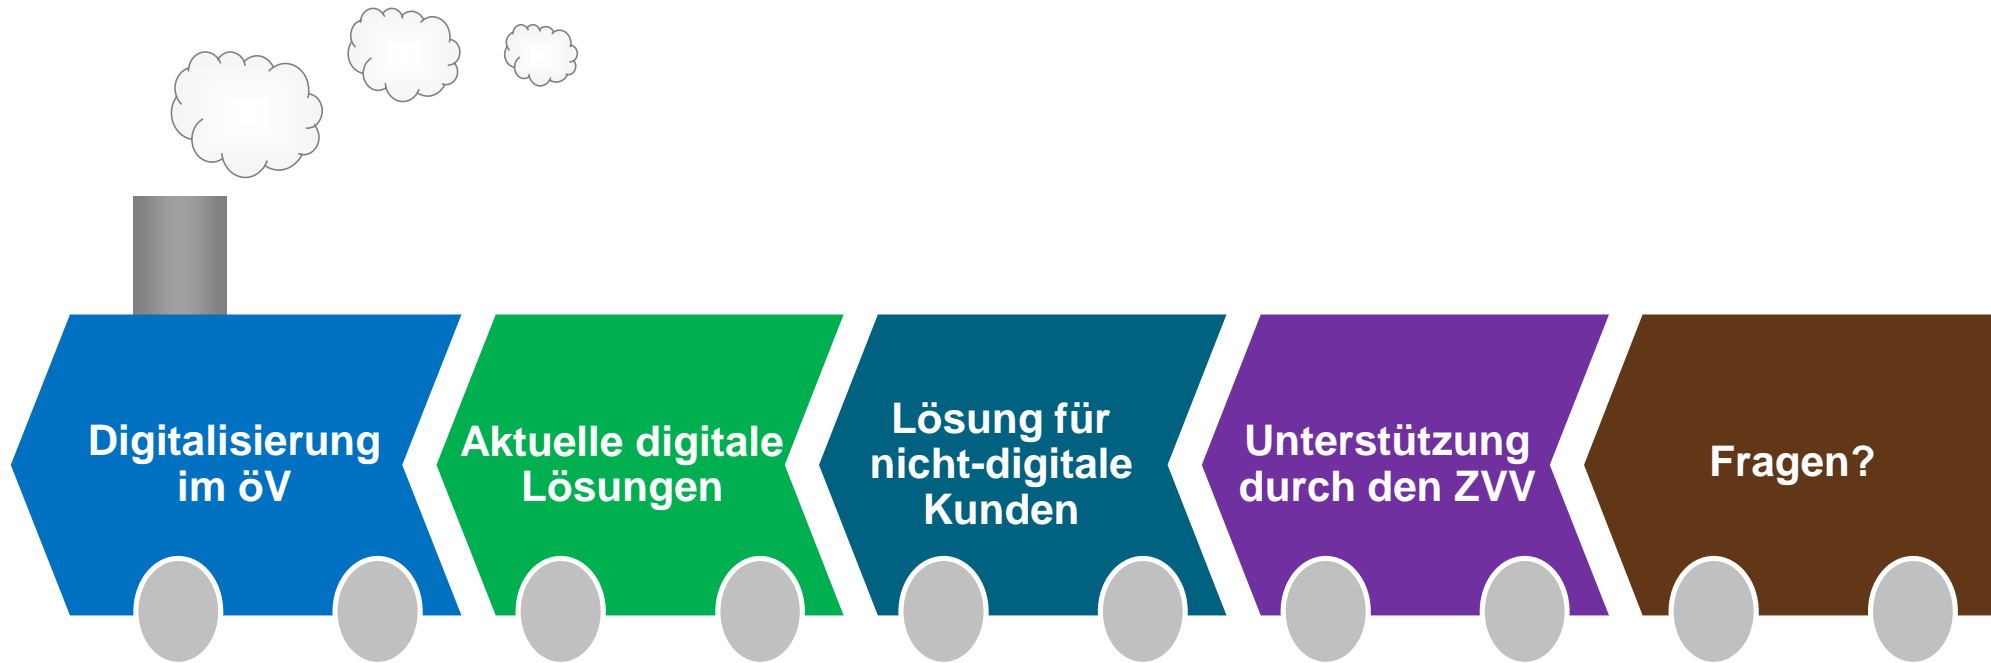 Digitalisierung
im öV
Aktuelle digitale
Lösungen
Lösung für
nicht-digitale
Kunden
Unterstützung
durch den ZVV
Fragen?